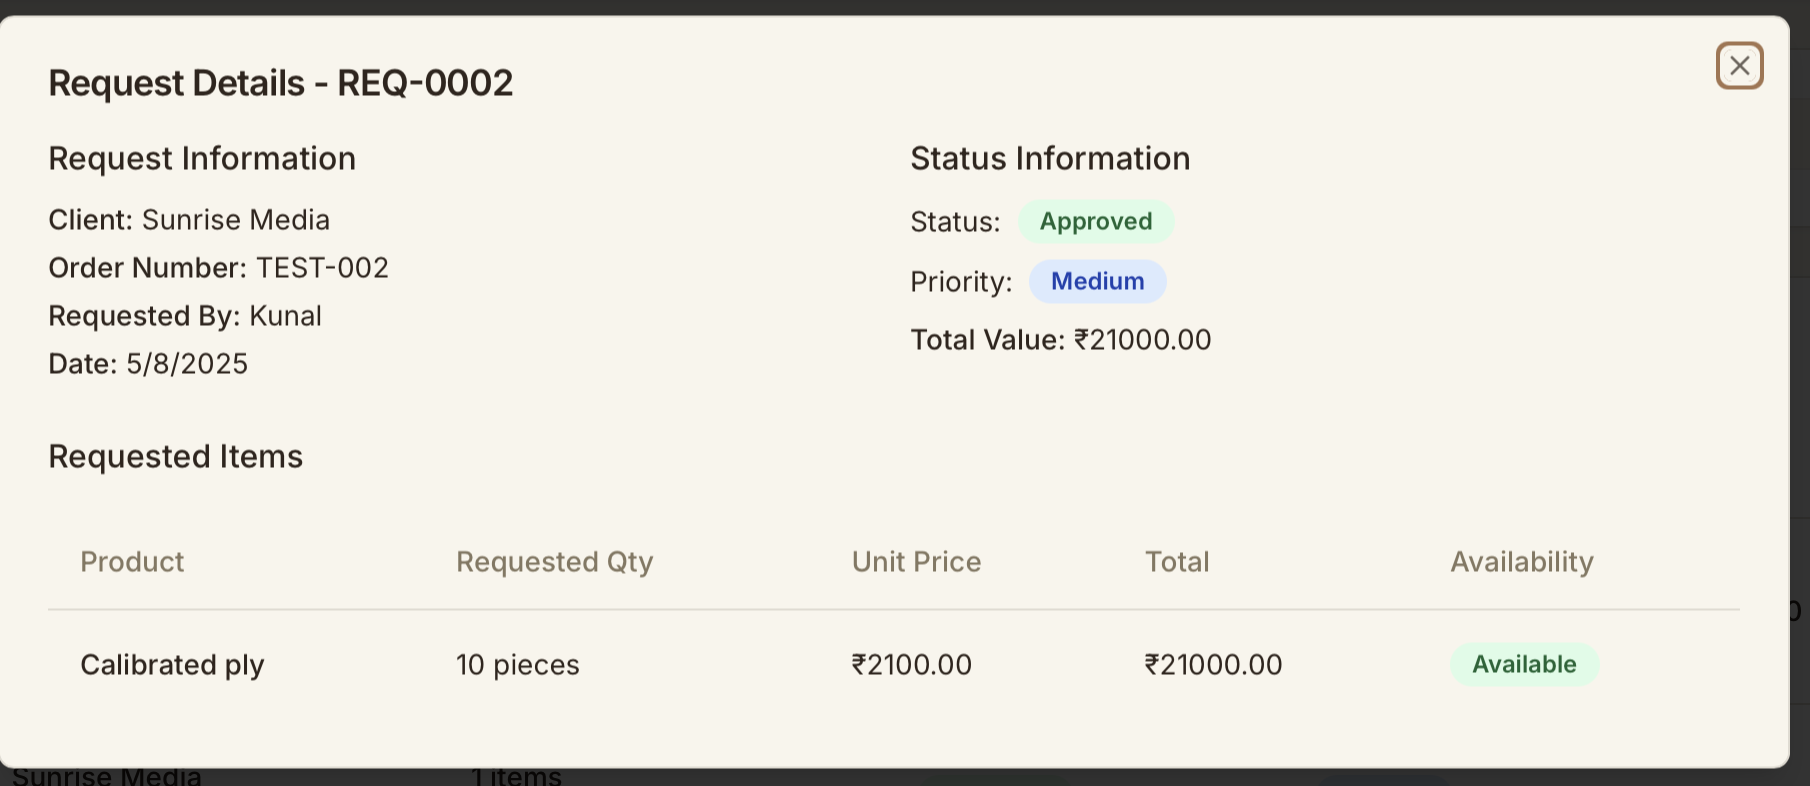 Request Details - REQ-0002
Request Information
Client: Sunrise Media
Order Number: TEST-002
Requested By: Kunal
Date: 5/8/2025
Status Information
Status: Approved
Priority: Medium
Total Value: ₹21000.00
Requested Items
Product Requested Qty Unit Price Total Availability
Calibrated ply 10 pieces ₹2100.00 ₹21000.00 Available
0
Sunrise Media 1 items